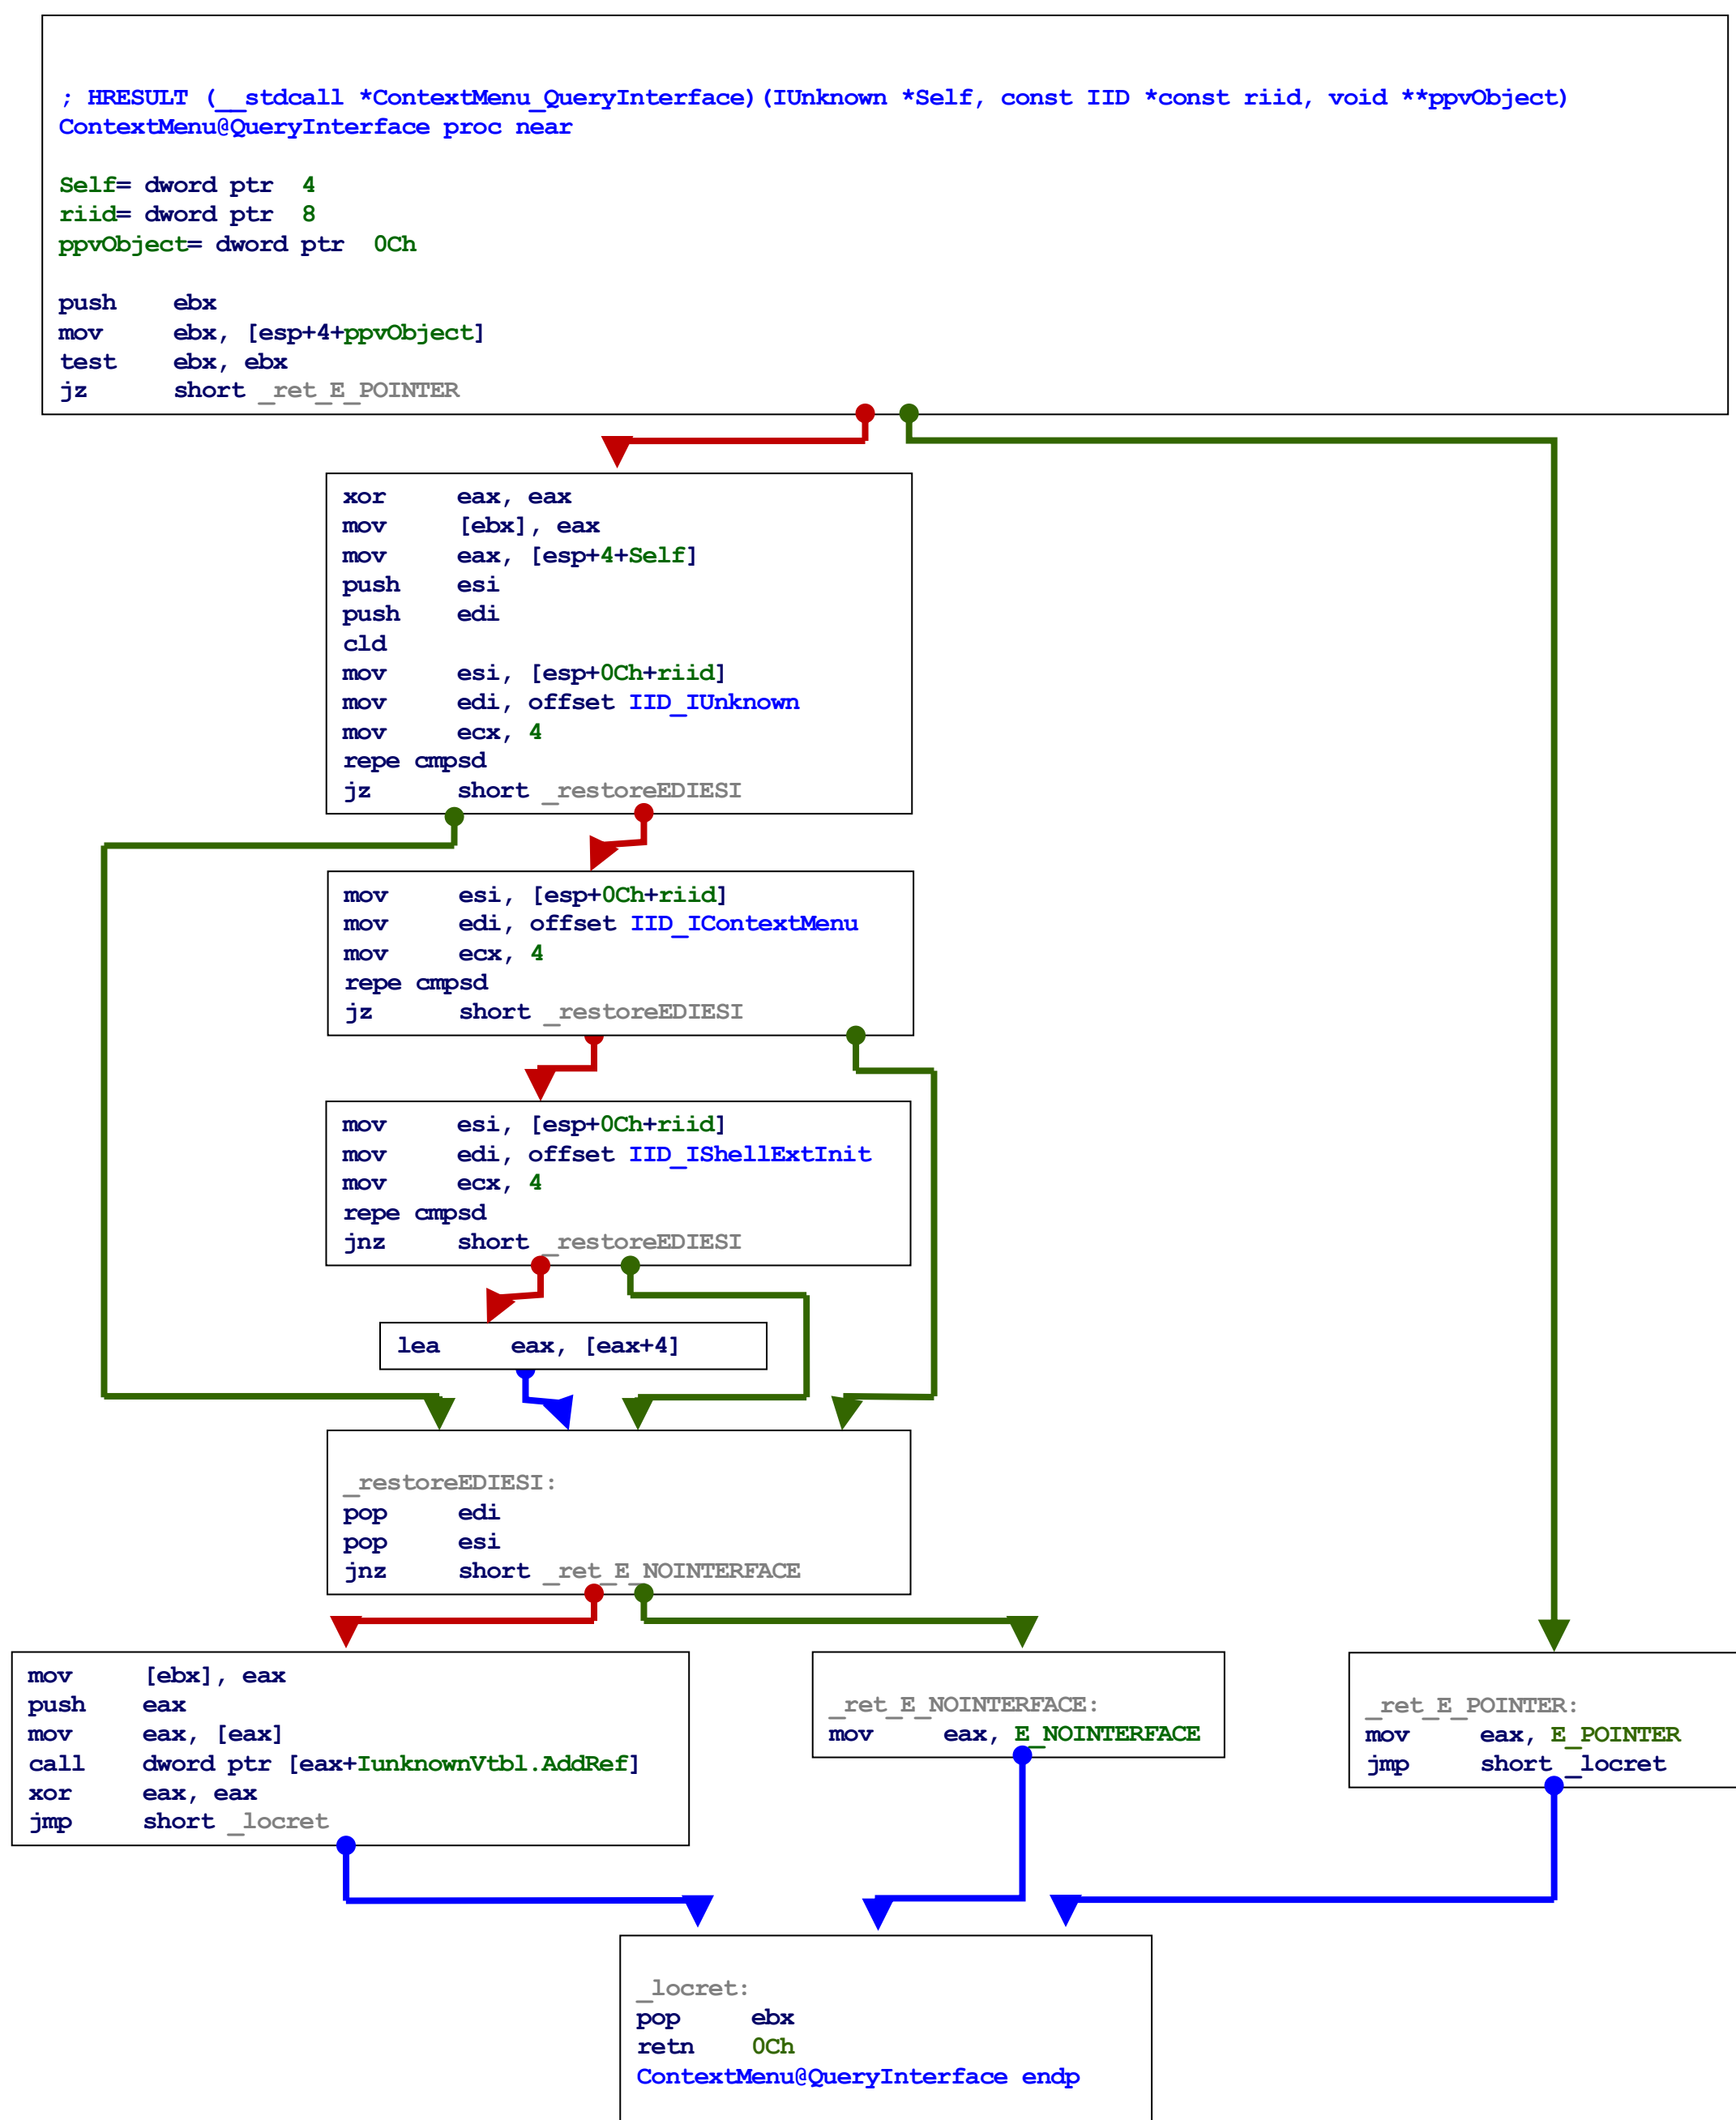 ; HRESULT (__stdcall *ContextMenu_QueryInterface)(IUnknown *Self, const IID *const riid, void **ppvObject)
ContextMenu@QueryInterface proc near
Self= dword ptr  4
riid= dword ptr  8
ppvObject= dword ptr  0Ch
push    ebx
mov     ebx, [esp+4+ppvObject]
test    ebx, ebx
jz      short _ret_E_POINTER
xor     eax, eax
mov     [ebx], eax
mov     eax, [esp+4+Self]
push    esi
push    edi
cld
mov     esi, [esp+0Ch+riid]
mov     edi, offset IID_IUnknown
mov     ecx, 4
repe cmpsd
jz      short _restoreEDIESI
mov     esi, [esp+0Ch+riid]
mov     edi, offset IID_IContextMenu
mov     ecx, 4
repe cmpsd
jz      short _restoreEDIESI
mov     esi, [esp+0Ch+riid]
mov     edi, offset IID_IShellExtInit
mov     ecx, 4
repe cmpsd
jnz     short _restoreEDIESI
lea     eax, [eax+4]
_restoreEDIESI:
pop     edi
pop     esi
jnz     short _ret_E_NOINTERFACE
mov     [ebx], eax
push    eax
mov     eax, [eax]
call    dword ptr [eax+IunknownVtbl.AddRef]
xor     eax, eax
jmp     short _locret
_ret_E_NOINTERFACE:
mov     eax, E_NOINTERFACE
_ret_E_POINTER:
mov     eax, E_POINTER
jmp     short _locret
_locret:
pop     ebx
retn    0Ch
ContextMenu@QueryInterface endp